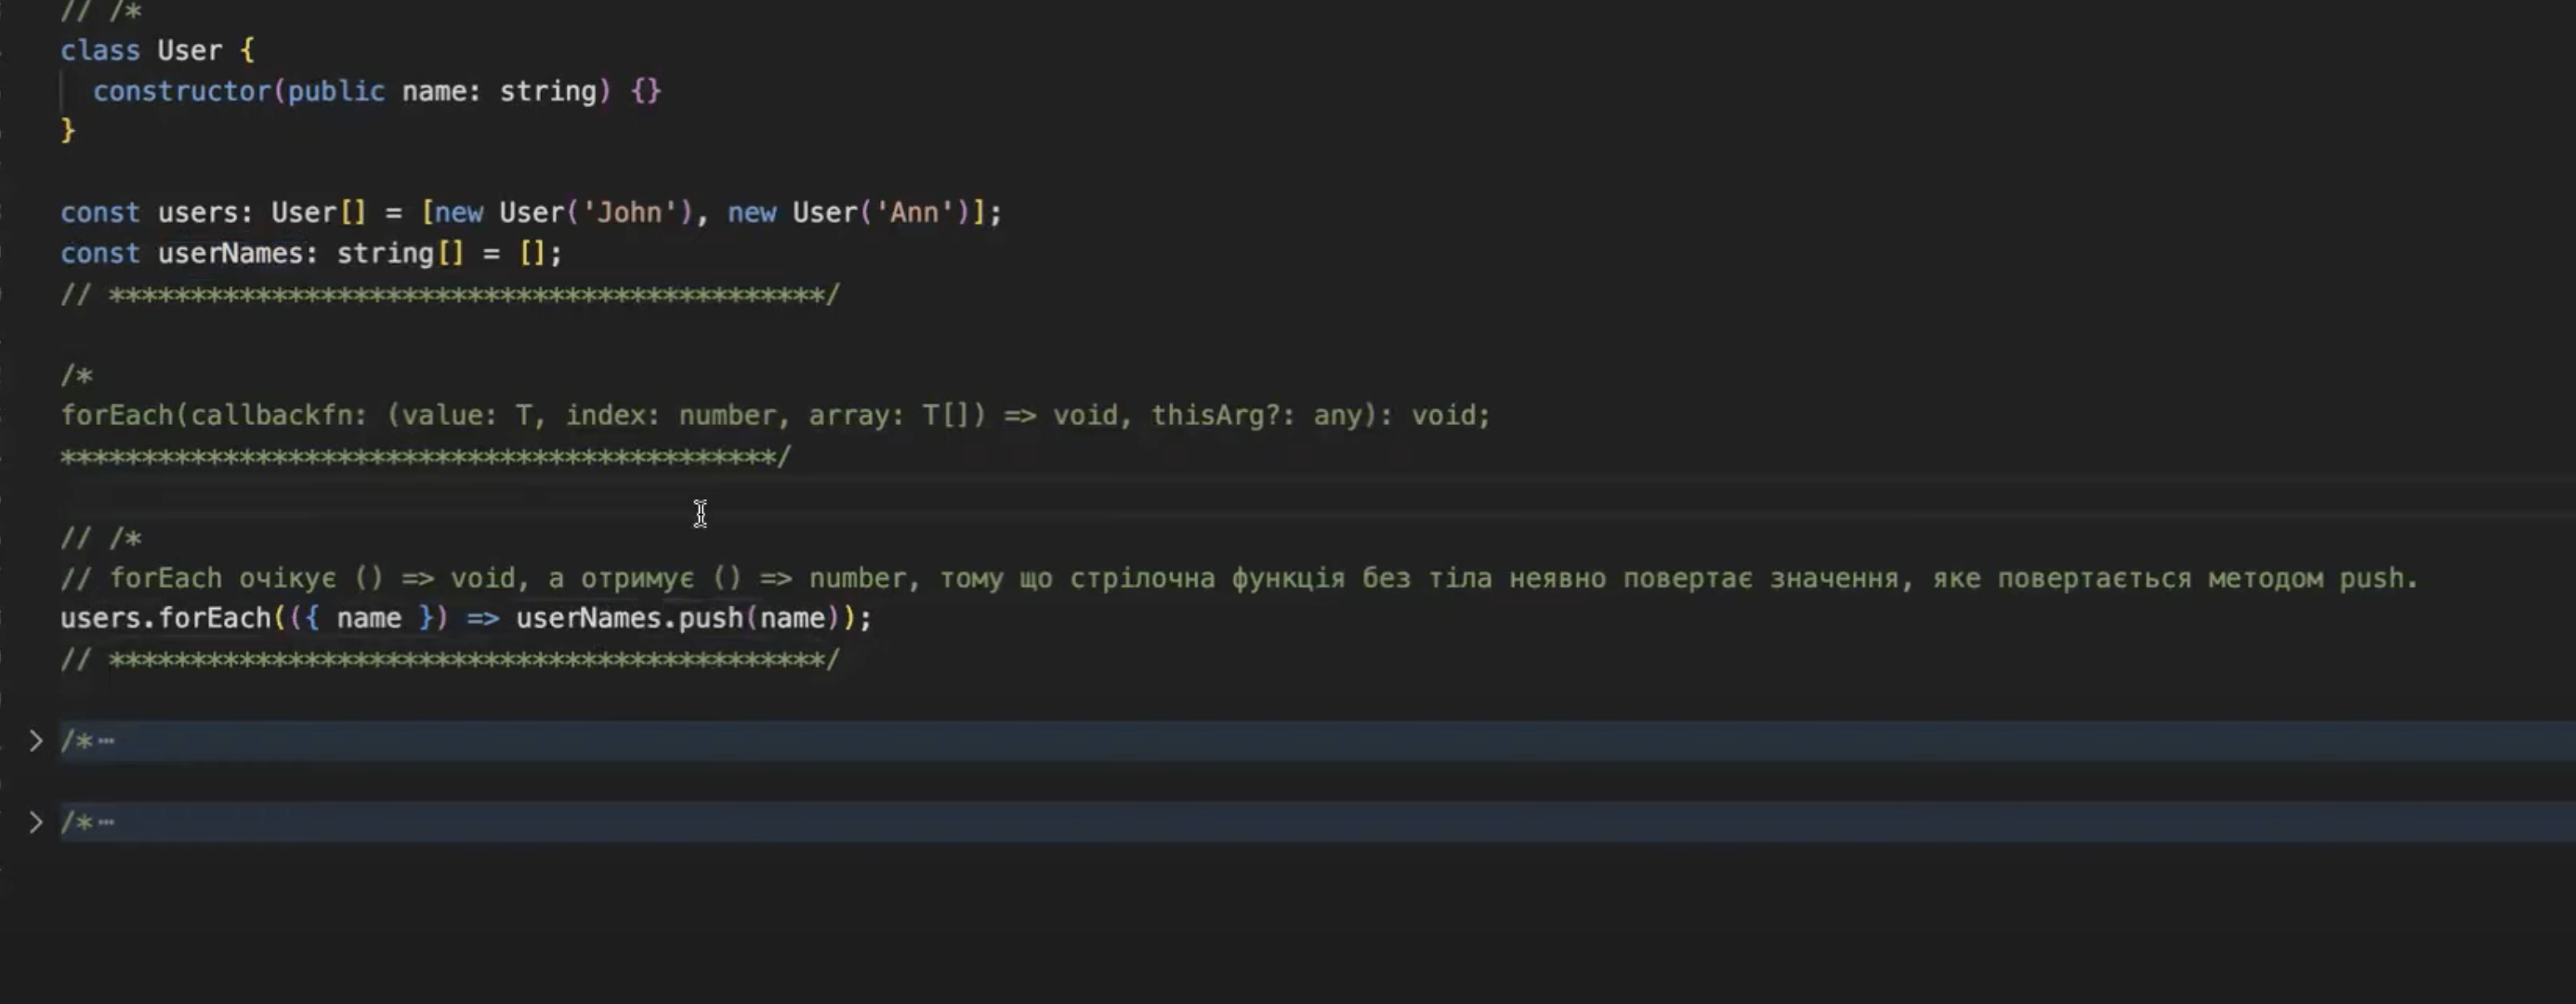 // /*
class User {
  constructor(public name: string) {}
}
const users: User[] = [new User('John'), new User('Ann')];
const userNames: string[] = [];
// ********************************************/
/*
forEach(callbackfn: (value: T, index: number, array: T[]) => void, thisArg?: any): void;
********************************************/
// /*
// forEach очікує () => void, а отримує () => number, тому що стрілочна функція без тіла неявно повертає значення, яке повертається методом push.
users.forEach(({ name }) => userNames.push(name));
// ********************************************/
/*⋯
/*⋯